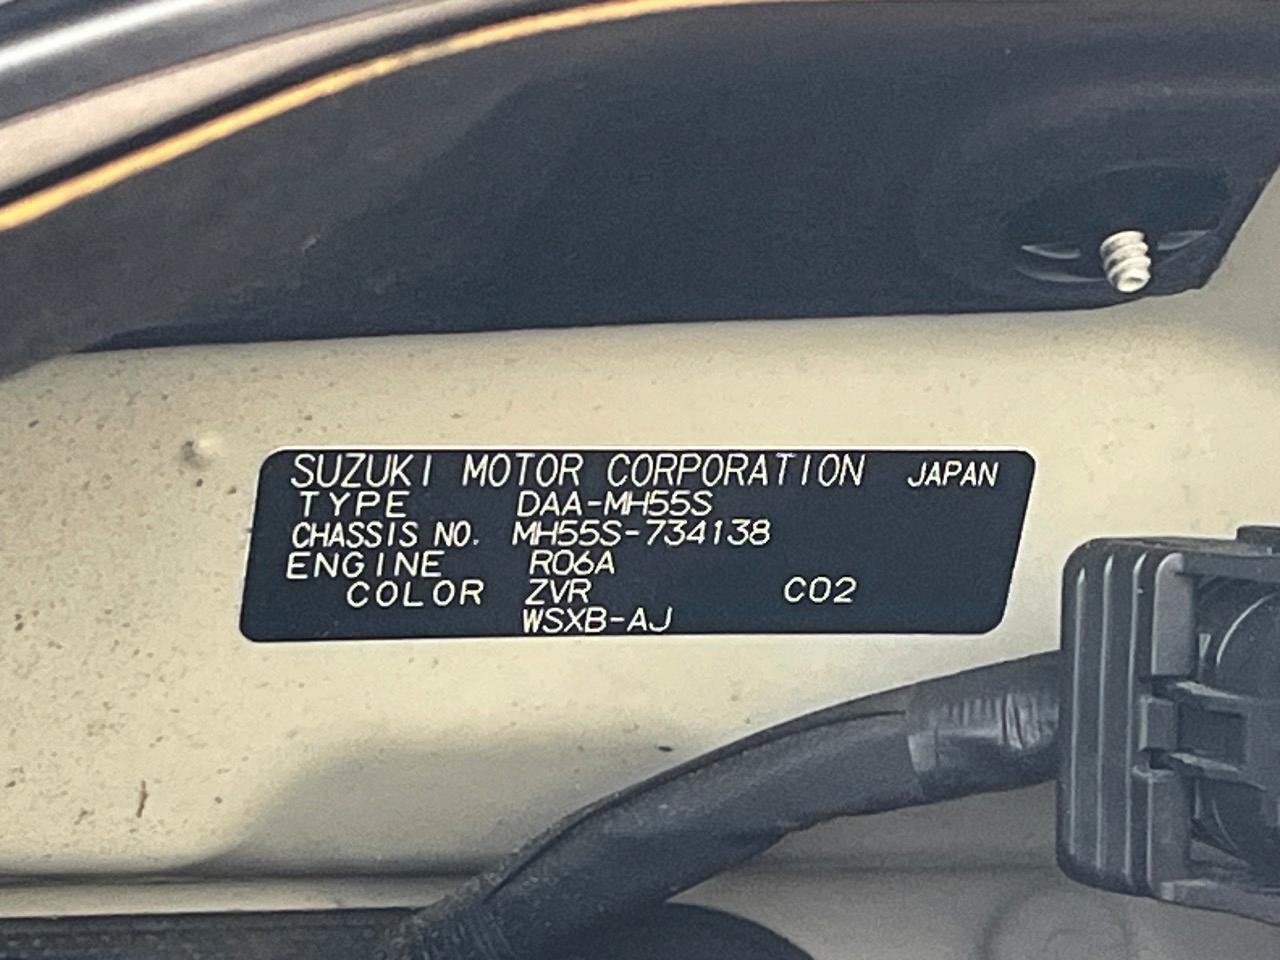 SUZUKI MOTOR CORPORATION JAPAN
TYPE DAA-MH55S
CHASSIS NO. MH55S-734138
ENGINE R06A
COLOR ZVR C02
WSXB-AJ